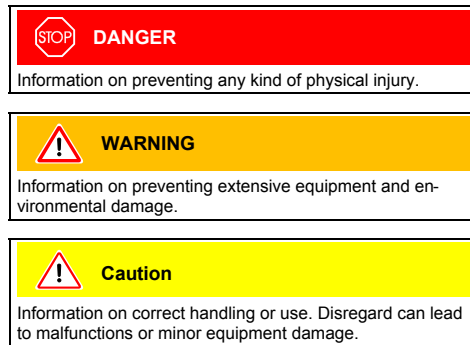 STOP DANGER
Information on preventing any kind of physical injury.
! WARNING
Information on preventing extensive equipment and en-
vironmental damage.
! Caution
Information on correct handling or use. Disregard can lead
to malfunctions or minor equipment damage.